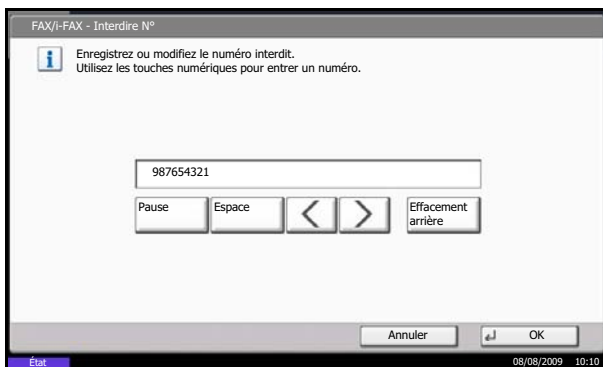 FAX/i-FAX - Interdire N°
Enregistrez ou modifiez le numéro interdit.
Utilisez les touches numériques pour entrer un numéro.
987654321
Pause Espace Effacement
arrière
Annuler OK
État 08/08/2009 10:10